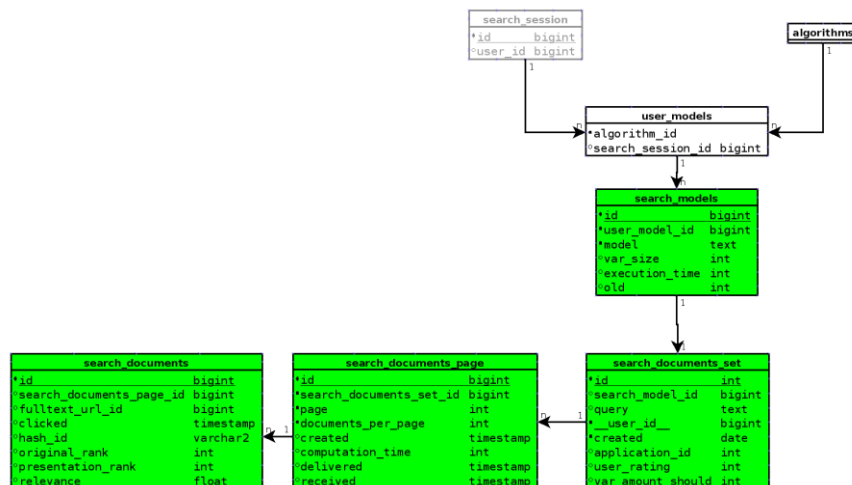 search_session
id bigint
user_id bigint
algorithms
1
1
n
n
user_models
algorithm_id
search_session_id bigint
1
n
search_models
id bigint
user_model_id bigint
model text
var_size int
execution_time int
old int
1
1
search_documents
id bigint
search_documents_page_id bigint
fulltext_url_id bigint
clicked timestamp
hash_id varchar2
original_rank int
presentation_rank int
relevance float
n
1
search_documents_page
id bigint
search_documents_set_id bigint
page int
documents_per_page int
created timestamp
computation_time int
delivered timestamp
received timestamp
n
1
search_documents_set
id int
search_model_id bigint
query text
__user_id__ bigint
created date
application_id int
user_rating int
var_amount_should int